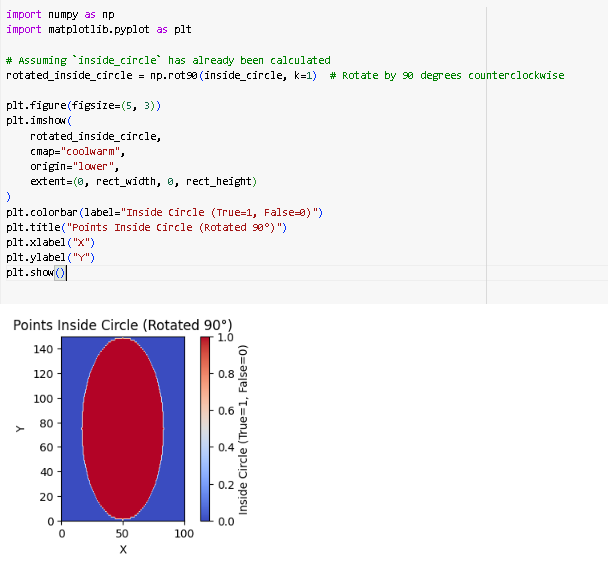 import numpy as np
import matplotlib.pyplot as plt
# Assuming `inside_circle` has already been calculated
rotated_inside_circle = np.rot90(inside_circle, k=1)  # Rotate by 90 degrees counterclockwise
plt.figure(figsize=(5, 3))
plt.imshow(
    rotated_inside_circle,
    cmap="coolwarm",
    origin="lower",
    extent=(0, rect_width, 0, rect_height)
)
plt.colorbar(label="Inside Circle (True=1, False=0)")
plt.title("Points Inside Circle (Rotated 90°)")
plt.xlabel("X")
plt.ylabel("Y")
plt.show()
Points Inside Circle (Rotated 90°)
140
120
100
80
60
40
20
0
Y
0 50 100
X
1.0
0.8
0.6
0.4
0.2
0.0
Inside Circle (True=1, False=0)